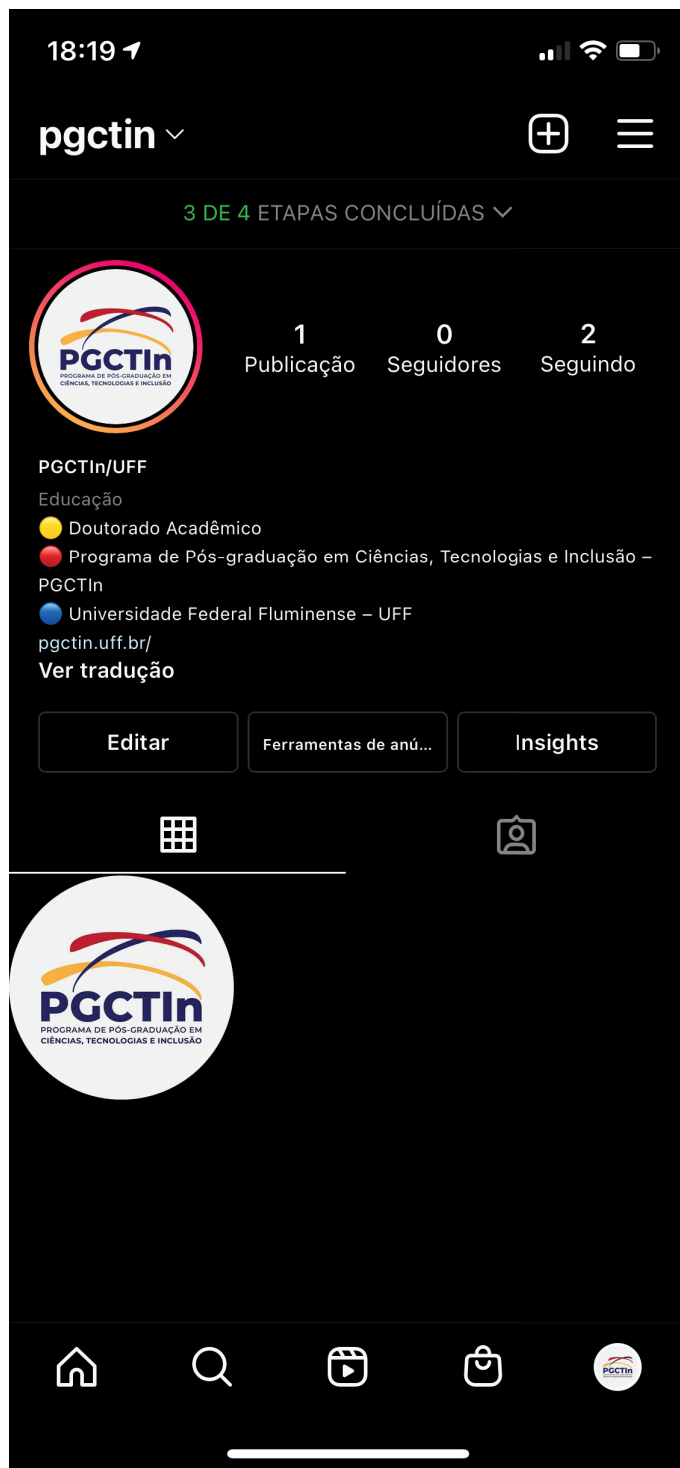 18:19
pgctin
3 DE 4 ETAPAS CONCLUÍDAS
PGCTIn
PROGRAMA DE PÓS-GRADUAÇÃO EM
CIÊNCIAS, TECNOLOGIAS E INCLUSÃO
1 0 2
Publicação Seguidores Seguindo
PGCTIn/UFF
Educação
Doutorado Acadêmico
Programa de Pós-graduação em Ciências, Tecnologias e Inclusão –
PGCTIn
Universidade Federal Fluminense – UFF
pgctin.uff.br/
Ver tradução
Editar Ferramentas de anú... Insights
PGCTIn
PROGRAMA DE PÓS-GRADUAÇÃO EM
CIÊNCIAS, TECNOLOGIAS E INCLUSÃO
PGCTIn